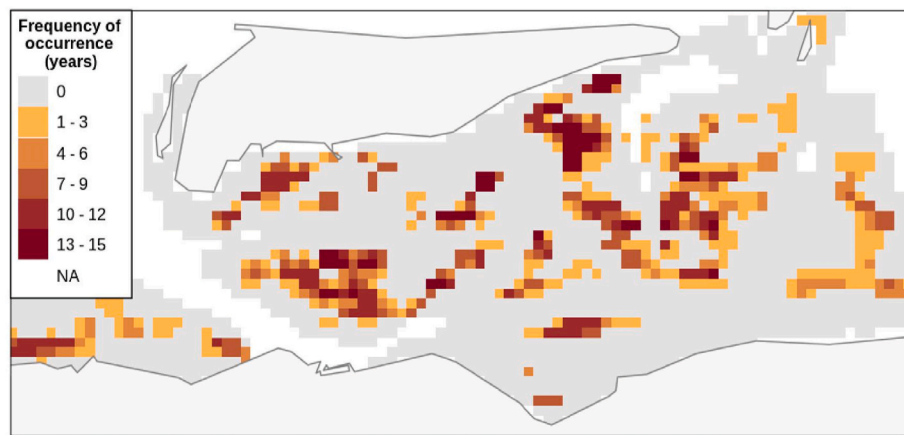 Frequency of
occurrence
(years)
0
1 - 3
4 - 6
7 - 9
10 - 12
13 - 15
NA